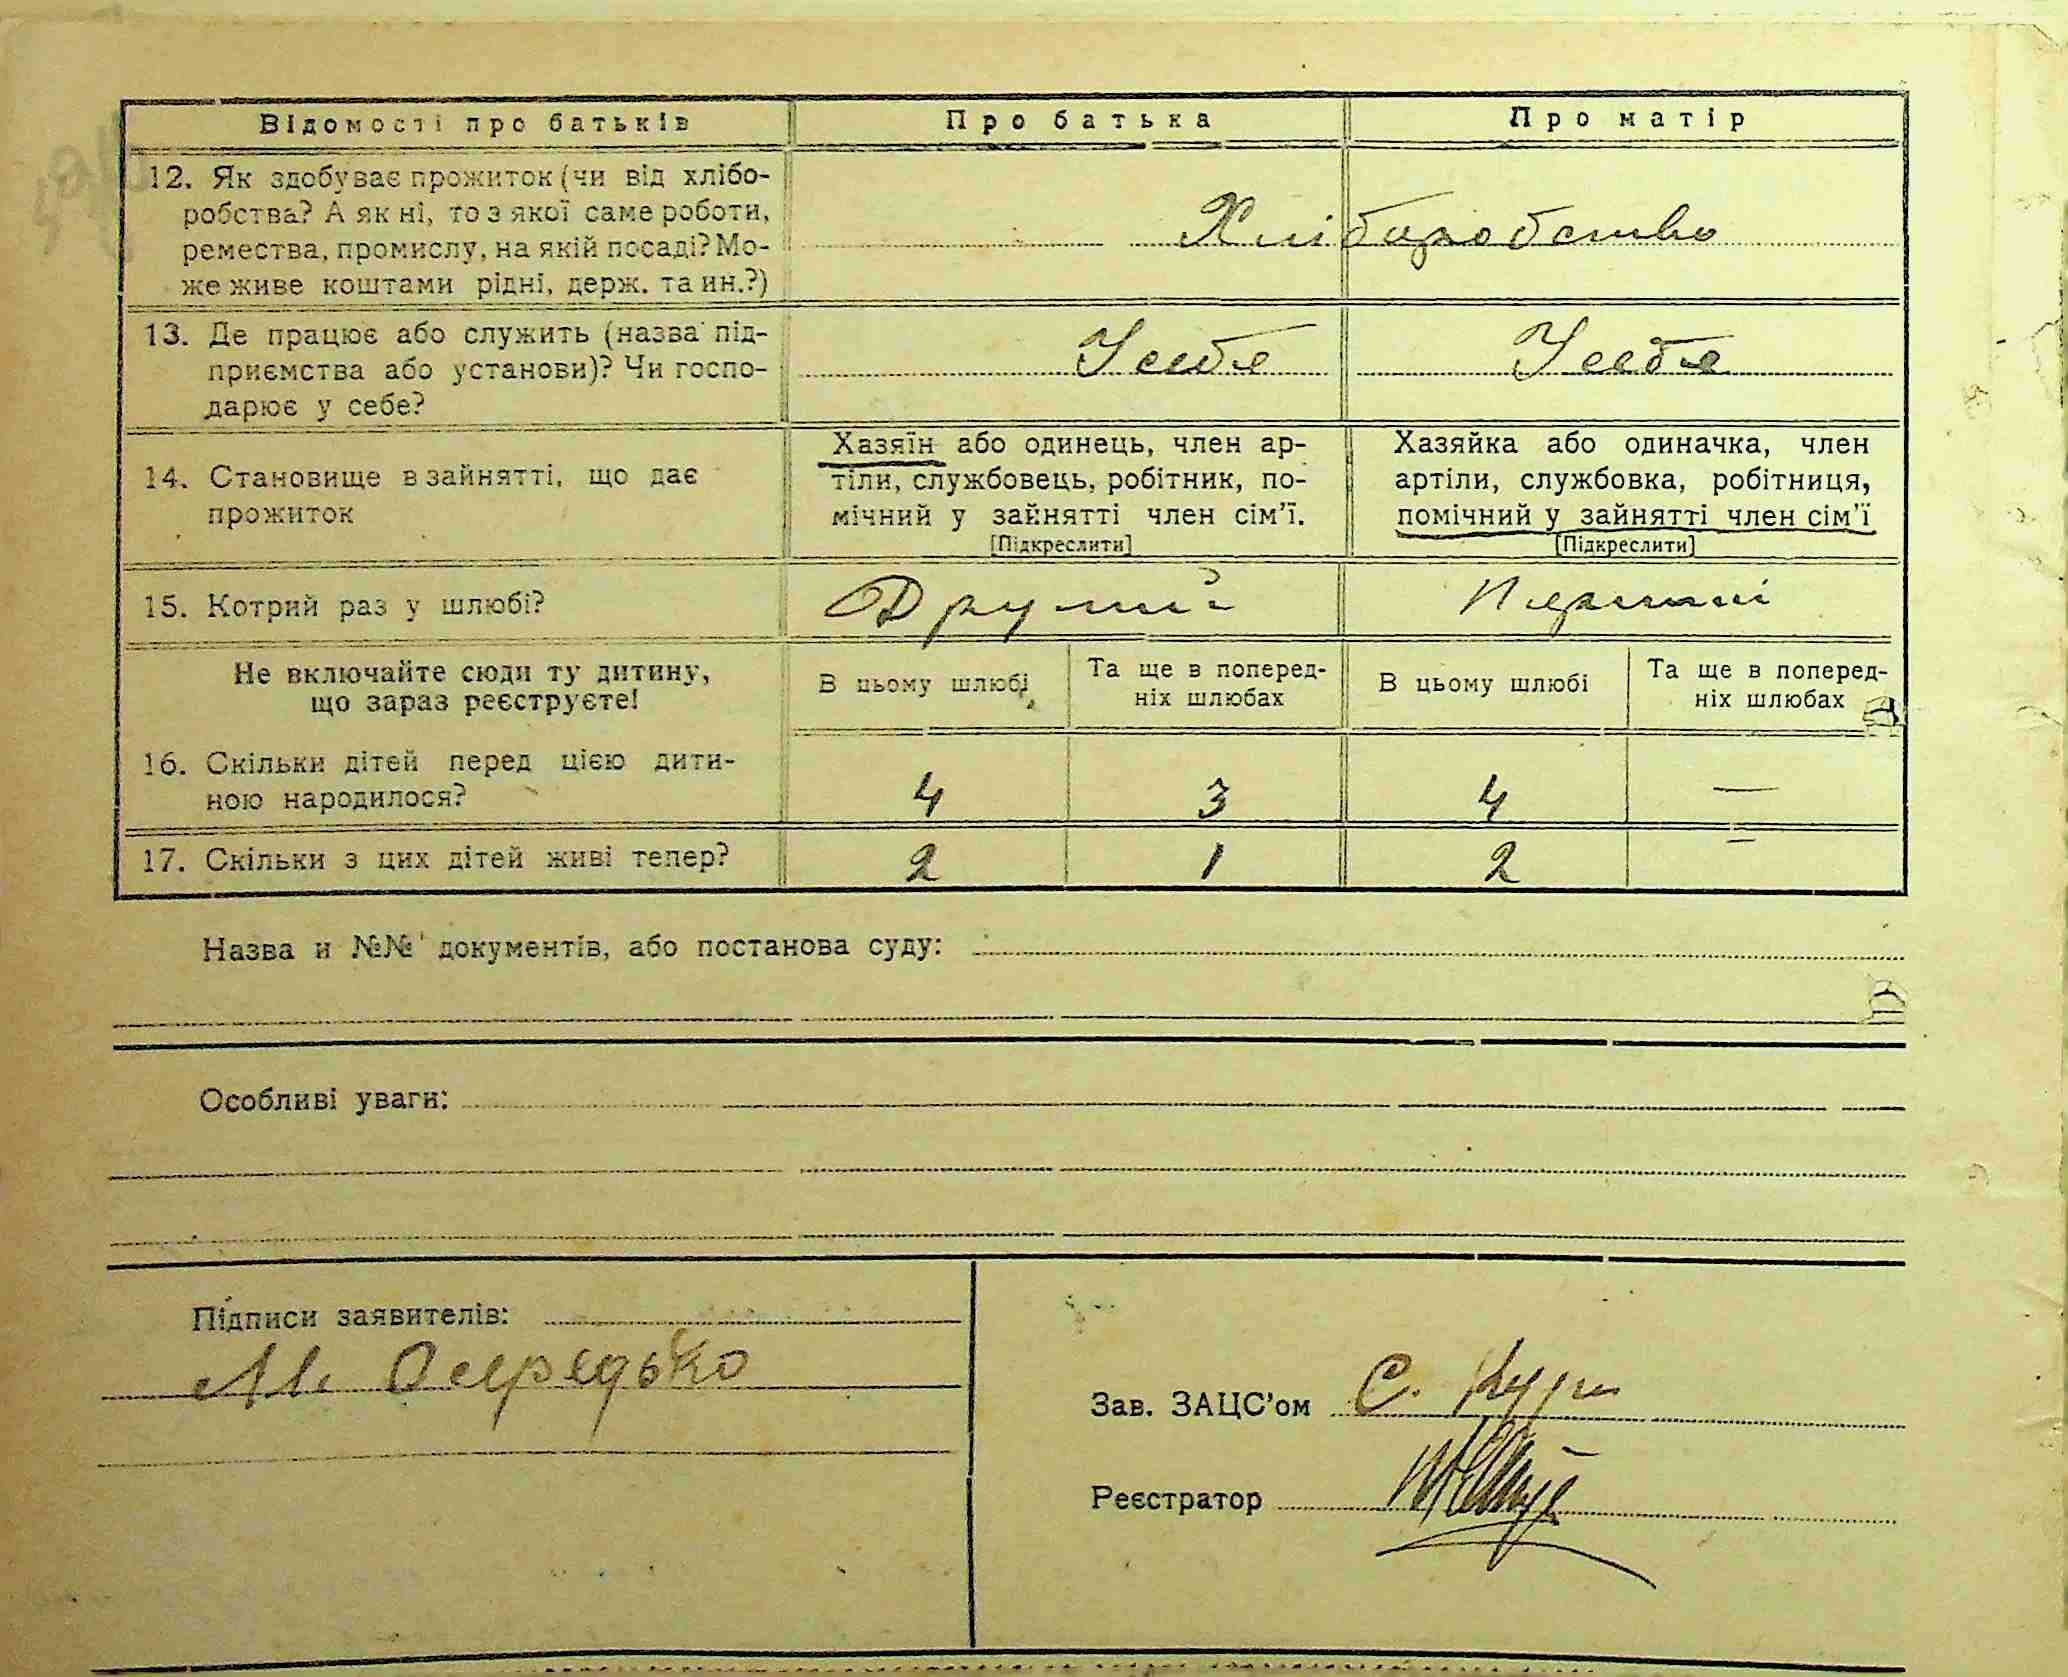 Відомості про батьків Про батька Про матір
12. Як здобуває прожиток (чи від хлібо-
робства? А як ні, то з якої саме роботи,
ремества, промислу, на якій посаді? Мо-
же живе коштами рідні, держ. та ин.?)
Хліборобство
13. Де працює або служить (назва під-
приємства або установи)? Чи госпо-
дарює у себе?
У себе У себе
14. Становище в зайнятті, що дає
прожиток
Хазяїн або одинець, член ар-
тіли, службовець, робітник, по-
мічний у зайнятті член сім'ї.
[Підкреслити]
Хазяйка або одиначка, член
артіли, службовка, робітниця,
помічний у зайнятті член сім'ї
[Підкреслити]
15. Котрий раз у шлюбі? Другий Перший
Не включайте сюди ту дитину,
що зараз реєструєте!
В цьому шлюбі
Та ще в поперед-
ніх шлюбах
В цьому шлюбі
Та ще в поперед-
ніх шлюбах
16. Скільки дітей перед цією дити-
ною народилося?
4 3 4 —
17. Скільки з цих дітей живі тепер? 2 1 2 —
Назва и №№ документів, або постанова суду:
Особливі уваги:
Підписи заявителів:
М. Осередько
Зав. ЗАЦС'ом С.
Реєстратор